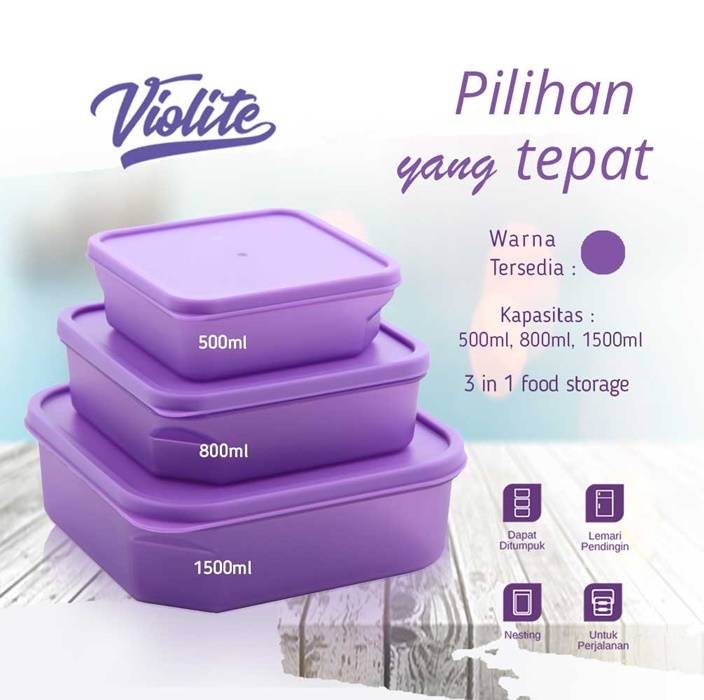 Violite
Pilihan
yang tepat
Warna
Tersedia :
Kapasitas :
500ml, 800ml, 1500ml
3 in 1 food storage
500ml
800ml
1500ml
Dapat
Ditumpuk
Lemari
Pendingin
Nesting
Untuk
Perjalanan